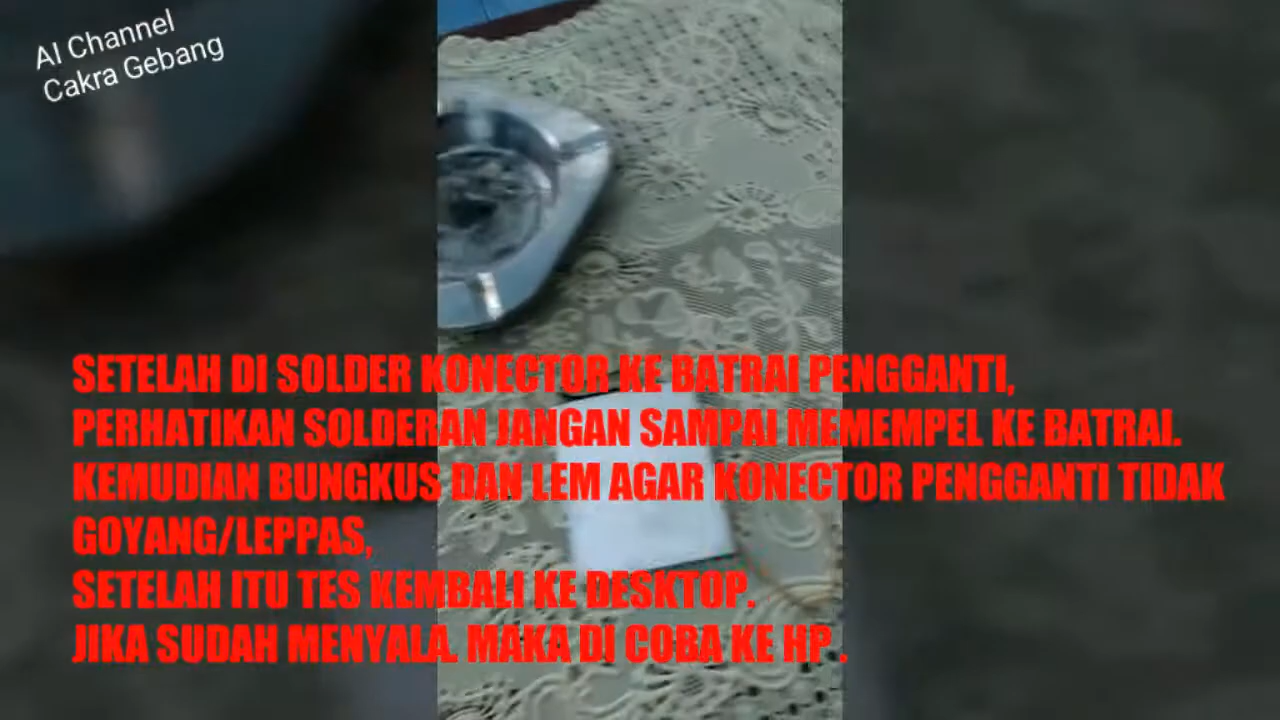 AI Channel
Cakra Gebang
SETELAH DI SOLDER KONECTOR KE BATRAI PENGGANTI,
PERHATIKAN SOLDERAN JANGAN SAMPAI MEMEMPEL KE BATRAI.
KEMUDIAN BUNGKUS DAN LEM AGAR KONECTOR PENGGANTI TIDAK
GOYANG/LEPPAS,
SETELAH ITU TES KEMBALI KE DESKTOP.
JIKA SUDAH MENYALA. MAKA DI COBA KE HP .